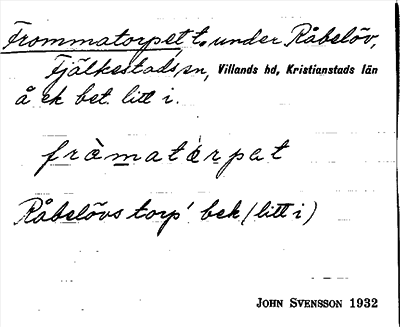 Frommatorpet, t. under Råbelöv,
Fjälkestads sn, Villands hd, Kristianstads län
å ek bet. litt i.
fròmatårpat
Råbelövs torp' bek (litt i)
JOHN SVENSSON 1932